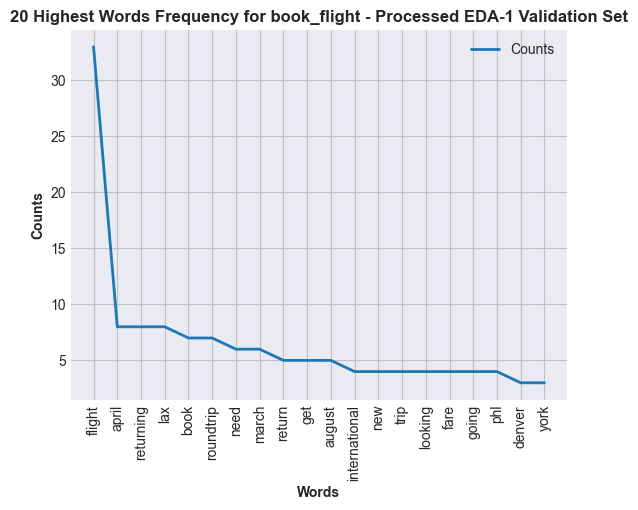 20 Highest Words Frequency for book_flight - Processed EDA-1 Validation Set
Counts
30
25
20
15
10
5
Counts
flight
april
returning
lax
book
roundtrip
need
march
return
get
august
international
new
trip
looking
fare
going
phl
denver
york
Words